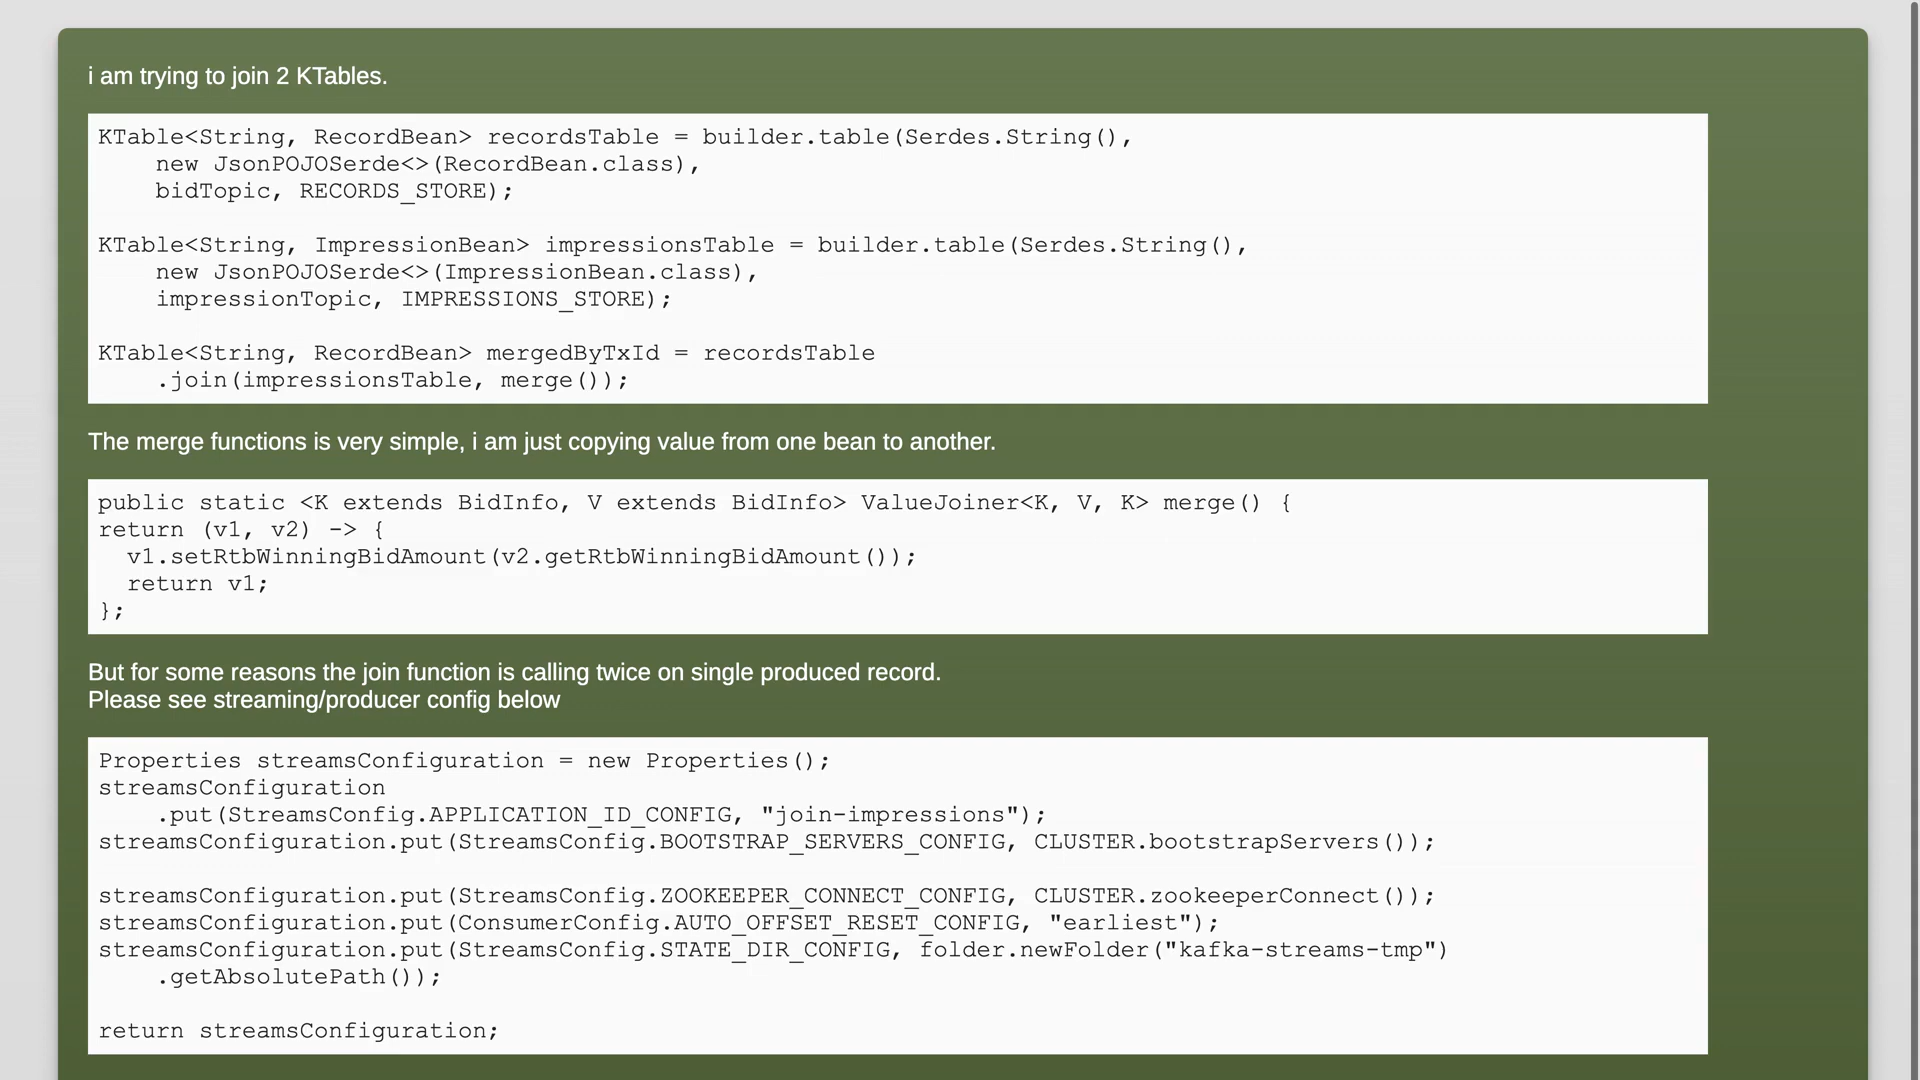 i am trying to join 2 KTables.
KTable<String, RecordBean> recordsTable = builder.table(Serdes.String(),
    new JsonPOJOSerde<>(RecordBean.class),
    bidTopic, RECORDS_STORE);
KTable<String, ImpressionBean> impressionsTable = builder.table(Serdes.String(),
    new JsonPOJOSerde<>(ImpressionBean.class),
    impressionTopic, IMPRESSIONS_STORE);
KTable<String, RecordBean> mergedByTxId = recordsTable
    .join(impressionsTable, merge());
The merge functions is very simple, i am just copying value from one bean to another.
public static <K extends BidInfo, V extends BidInfo> ValueJoiner<K, V, K> merge() {
return (v1, v2) -> {
  v1.setRtbWinningBidAmount(v2.getRtbWinningBidAmount());
  return v1;
};
But for some reasons the join function is calling twice on single produced record.
Please see streaming/producer config below
Properties streamsConfiguration = new Properties();
streamsConfiguration
    .put(StreamsConfig.APPLICATION_ID_CONFIG, "join-impressions");
streamsConfiguration.put(StreamsConfig.BOOTSTRAP_SERVERS_CONFIG, CLUSTER.bootstrapServers());
streamsConfiguration.put(StreamsConfig.ZOOKEEPER_CONNECT_CONFIG, CLUSTER.zookeeperConnect());
streamsConfiguration.put(ConsumerConfig.AUTO_OFFSET_RESET_CONFIG, "earliest");
streamsConfiguration.put(StreamsConfig.STATE_DIR_CONFIG, folder.newFolder("kafka-streams-tmp")
    .getAbsolutePath());
return streamsConfiguration;